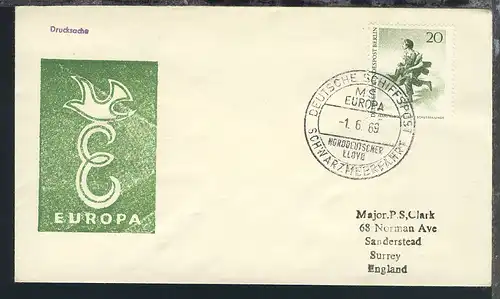 Drucksache
20
DEUTSCHE BUNDESPOST BERLIN
DEUTSCHE SCHIFFSPOST
MS
EUROPA
-1. 6. 69
NORDDEUTSCHER
LLOYD
SCHWARZMEERFAHRT
EUROPA
Major.P.S,Clark
68 Norman Ave
Sanderstead
Surrey
England